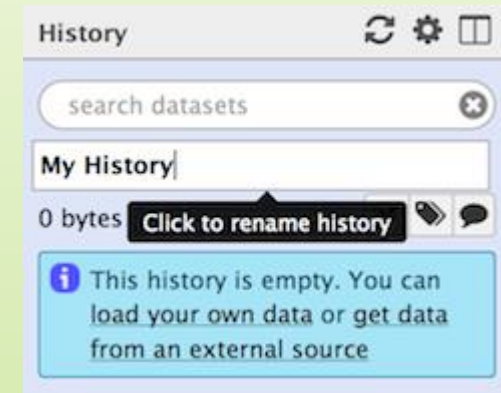 History
search datasets
My History
0 bytes
Click to rename history
This history is empty. You can
load your own data or get data
from an external source